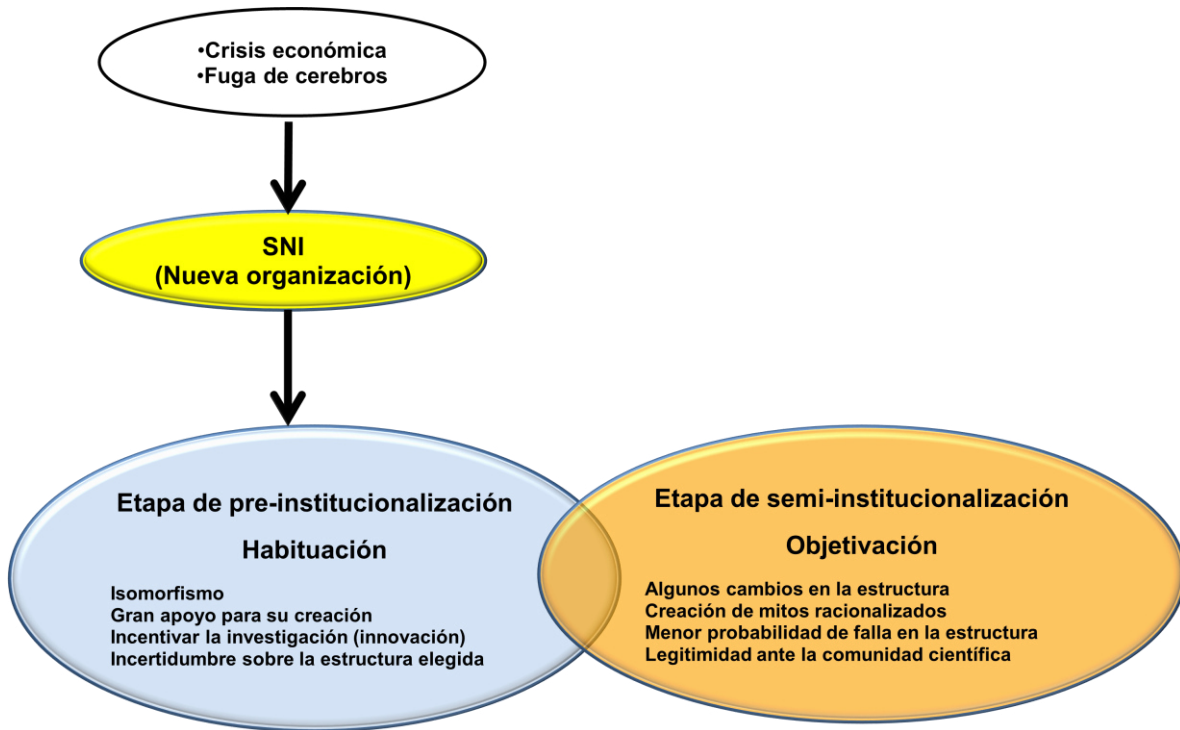 •Crisis económica
•Fuga de cerebros
SNI
(Nueva organización)
Etapa de pre-institucionalización
Habituación
Isomorfismo
Gran apoyo para su creación
Incentivar la investigación (innovación)
Incertidumbre sobre la estructura elegida
Etapa de semi-institucionalización
Objetivación
Algunos cambios en la estructura
Creación de mitos racionalizados
Menor probabilidad de falla en la estructura
Legitimidad ante la comunidad científica